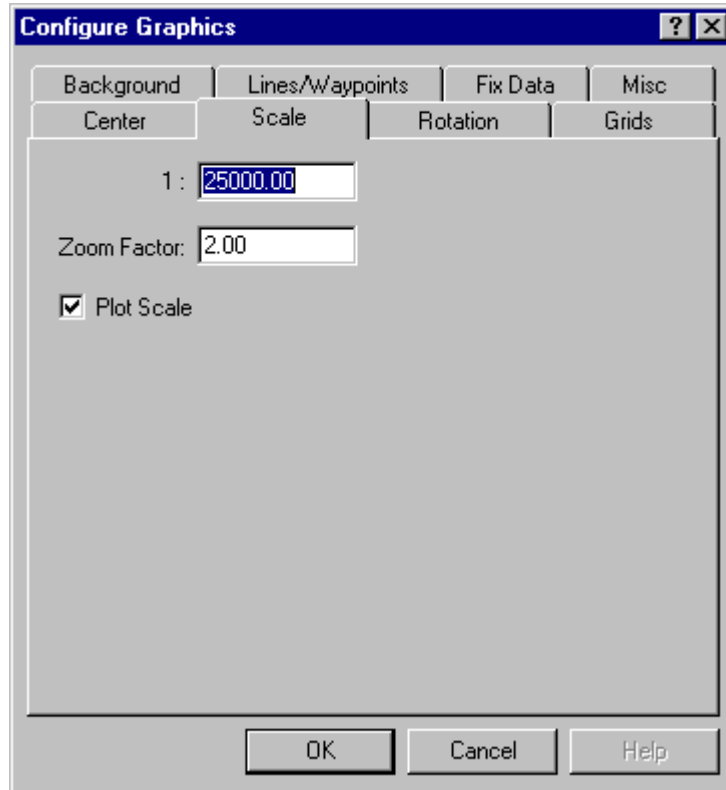 Configure Graphics
Background Lines/Waypoints Fix Data Misc
Center Scale Rotation Grids
1 : 25000.00
Zoom Factor: 2.00
Plot Scale
OK Cancel Help